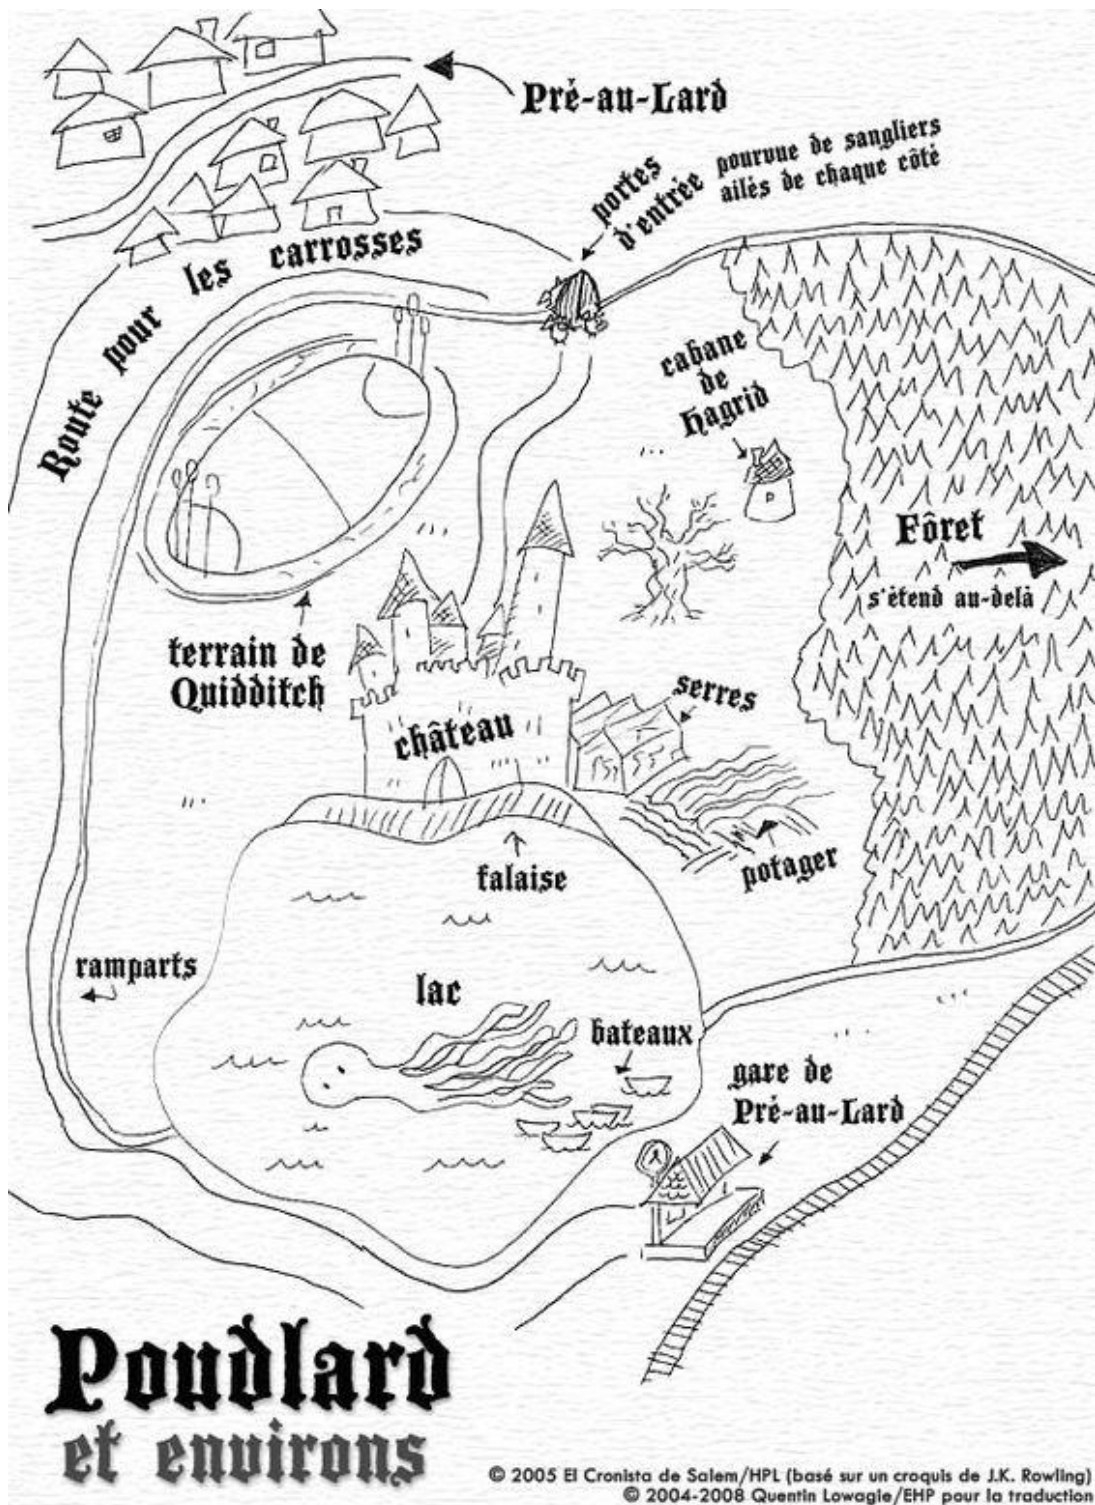 Pré-au-Lard
portes
d'entrée
pourvue de sangliers
ailés de chaque côté
Route pour les carrosses
cabane
de
Hagrid
Fôret
s'étend au-delà
terrain de
Quidditch
château
serres
potager
falaise
ramparts
lac
bateaux
gare de
Pré-au-Lard
Poudlard
et environs
© 2005 El Cronista de Salem/HPL (basé sur un croquis de J.K. Rowling)
© 2004-2008 Quentin Lowagie/EHP pour la traduction